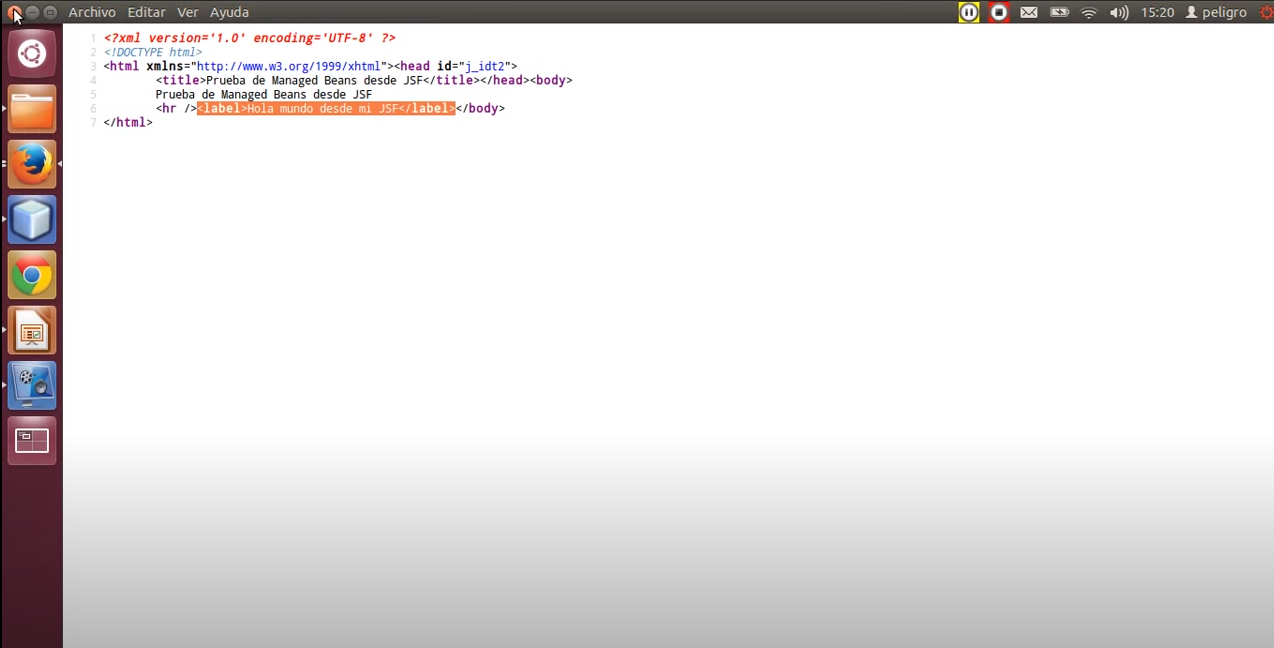 Archivo Editar Ver Ayuda 15:20 peligro
1 <?xml version='1.0' encoding='UTF-8' ?>
2 <!DOCTYPE html>
3 <html xmlns="http://www.w3.org/1999/xhtml"><head id="j_idt2">
4 <title>Prueba de Managed Beans desde JSF</title></head><body>
5 Prueba de Managed Beans desde JSF
6 <hr /><label>Hola mundo desde mi JSF</label></body>
7 </html>